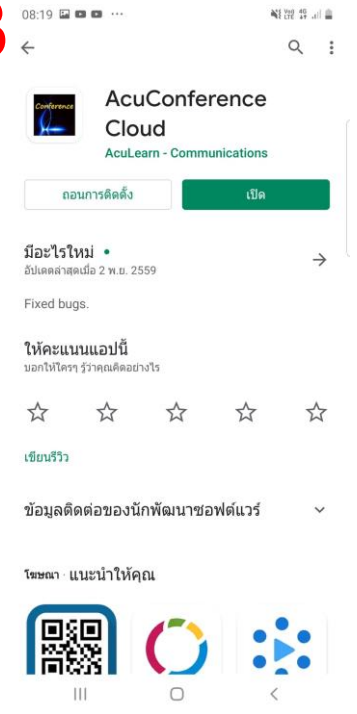 08:19
Conference
AcuConference
Cloud
AcuLearn - Communications
ถอนการติดตั้ง
เปิด
มีอะไรใหม่ •
อัปเดตล่าสุดเมื่อ 2 พ.ย. 2559
Fixed bugs.
ให้คะแนนแอปนี้
บอกให้ใครๆ รู้ว่าคุณคิดอย่างไร
เขียนรีวิว
ข้อมูลติดต่อของนักพัฒนาซอฟต์แวร์
โฆษณา · แนะนำให้คุณ